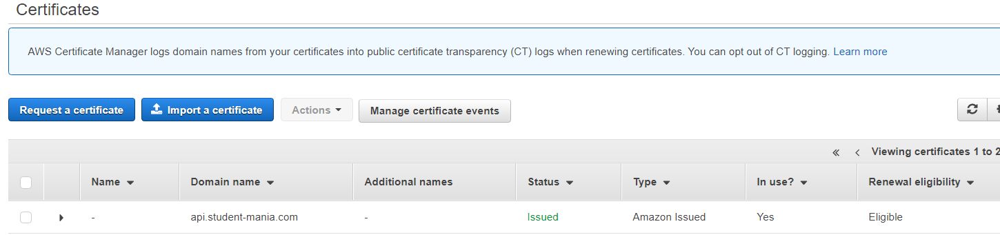 Certificates
AWS Certificate Manager logs domain names from your certificates into public certificate transparency (CT) logs when renewing certificates. You can opt out of CT logging. Learn more
Request a certificate Import a certificate Actions Manage certificate events
« ‹ Viewing certificates 1 to 2
Name Domain name Additional names Status Type In use? Renewal eligibility
- api.student-mania.com - Issued Amazon Issued Yes Eligible